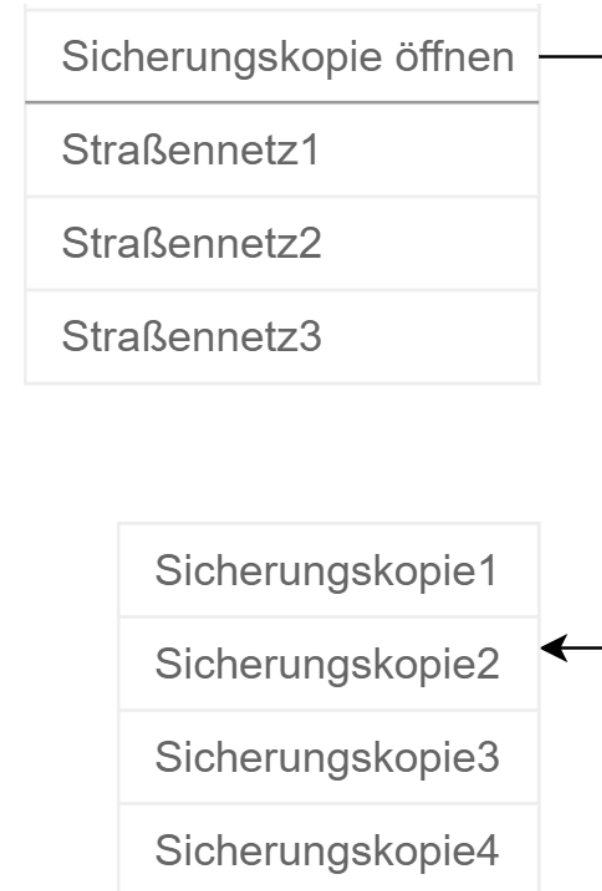 Sicherungskopie öffnen
Straßennetz1
Straßennetz2
Straßennetz3
Sicherungskopie1
Sicherungskopie2
Sicherungskopie3
Sicherungskopie4